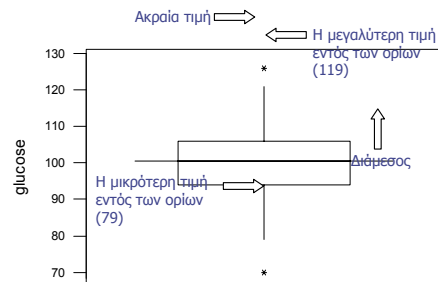 Ακραία τιμή
Η μεγαλύτερη τιμή
εντός των ορίων
(119)
130
120
110
100
90
80
70
glucose
Διάμεσος
Η μικρότερη τιμή
εντός των ορίων
(79)